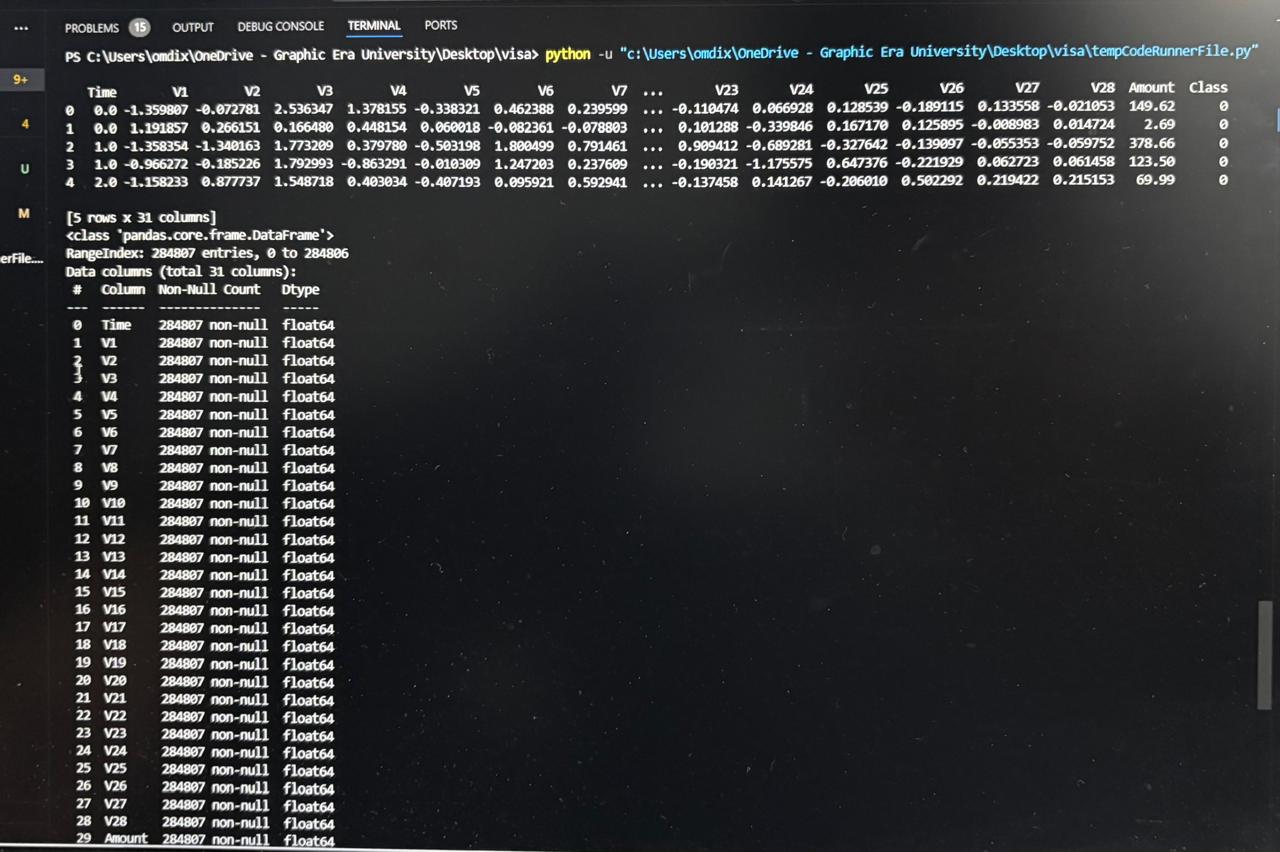 ...
PROBLEMS 15 OUTPUT DEBUG CONSOLE TERMINAL PORTS
PS C:\Users\omdix\OneDrive - Graphic Era University\Desktop\visa> python -u "c:\Users\omdix\OneDrive - Graphic Era University\Desktop\visa\tempCodeRunnerFile.py"
9+
4
U
M
erFile....
Time V1 V2 V3 V4 V5 V6 V7 ... V23 V24 V25 V26 V27 V28 Amount Class
0 0.0 -1.359807 -0.072781 2.536347 1.378155 -0.338321 0.462388 0.239599 ... -0.110474 0.066928 0.128539 -0.189115 0.133558 -0.021053 149.62 0
1 0.0 1.191857 0.266151 0.166480 0.448154 0.060018 -0.082361 -0.078803 ... 0.101288 -0.339846 0.167170 0.125895 -0.008983 0.014724 2.69 0
2 1.0 -1.358354 -1.340163 1.773209 0.379780 -0.503198 1.800499 0.791461 ... 0.909412 -0.689281 -0.327642 -0.139097 -0.055353 -0.059752 378.66 0
3 1.0 -0.966272 -0.185226 1.792993 -0.863291 -0.010309 1.247203 0.237609 ... -0.190321 -1.175575 0.647376 -0.221929 0.062723 0.061458 123.50 0
4 2.0 -1.158233 0.877737 1.548718 0.403034 -0.407193 0.095921 0.592941 ... -0.137458 0.141267 -0.206010 0.502292 0.219422 0.215153 69.99 0
[5 rows x 31 columns]
<class 'pandas.core.frame.DataFrame'>
RangeIndex: 284807 entries, 0 to 284806
Data columns (total 31 columns):
# Column Non-Null Count Dtype
--- ------ -------------- -----
0 Time 284807 non-null float64
1 V1 284807 non-null float64
2 V2 284807 non-null float64
3 V3 284807 non-null float64
4 V4 284807 non-null float64
5 V5 284807 non-null float64
6 V6 284807 non-null float64
7 V7 284807 non-null float64
8 V8 284807 non-null float64
9 V9 284807 non-null float64
10 V10 284807 non-null float64
11 V11 284807 non-null float64
12 V12 284807 non-null float64
13 V13 284807 non-null float64
14 V14 284807 non-null float64
15 V15 284807 non-null float64
16 V16 284807 non-null float64
17 V17 284807 non-null float64
18 V18 284807 non-null float64
19 V19 284807 non-null float64
20 V20 284807 non-null float64
21 V21 284807 non-null float64
22 V22 284807 non-null float64
23 V23 284807 non-null float64
24 V24 284807 non-null float64
25 V25 284807 non-null float64
26 V26 284807 non-null float64
27 V27 284807 non-null float64
28 V28 284807 non-null float64
29 Amount 284807 non-null float64